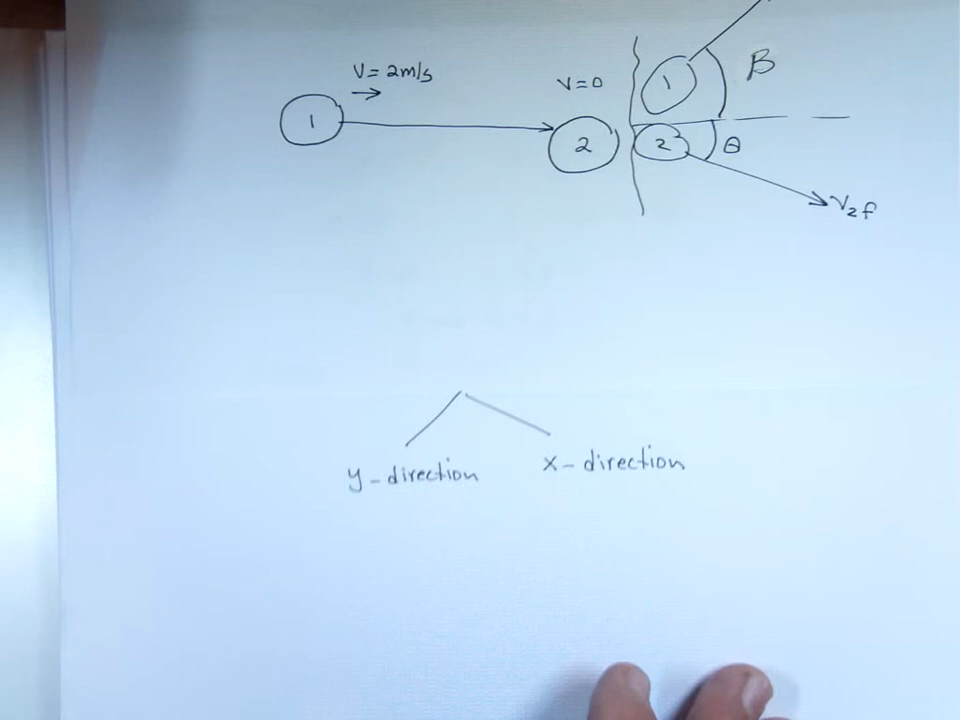 V= 2m/s
V=0
1
2
1
β
2
θ
V2f
y-direction
x-direction